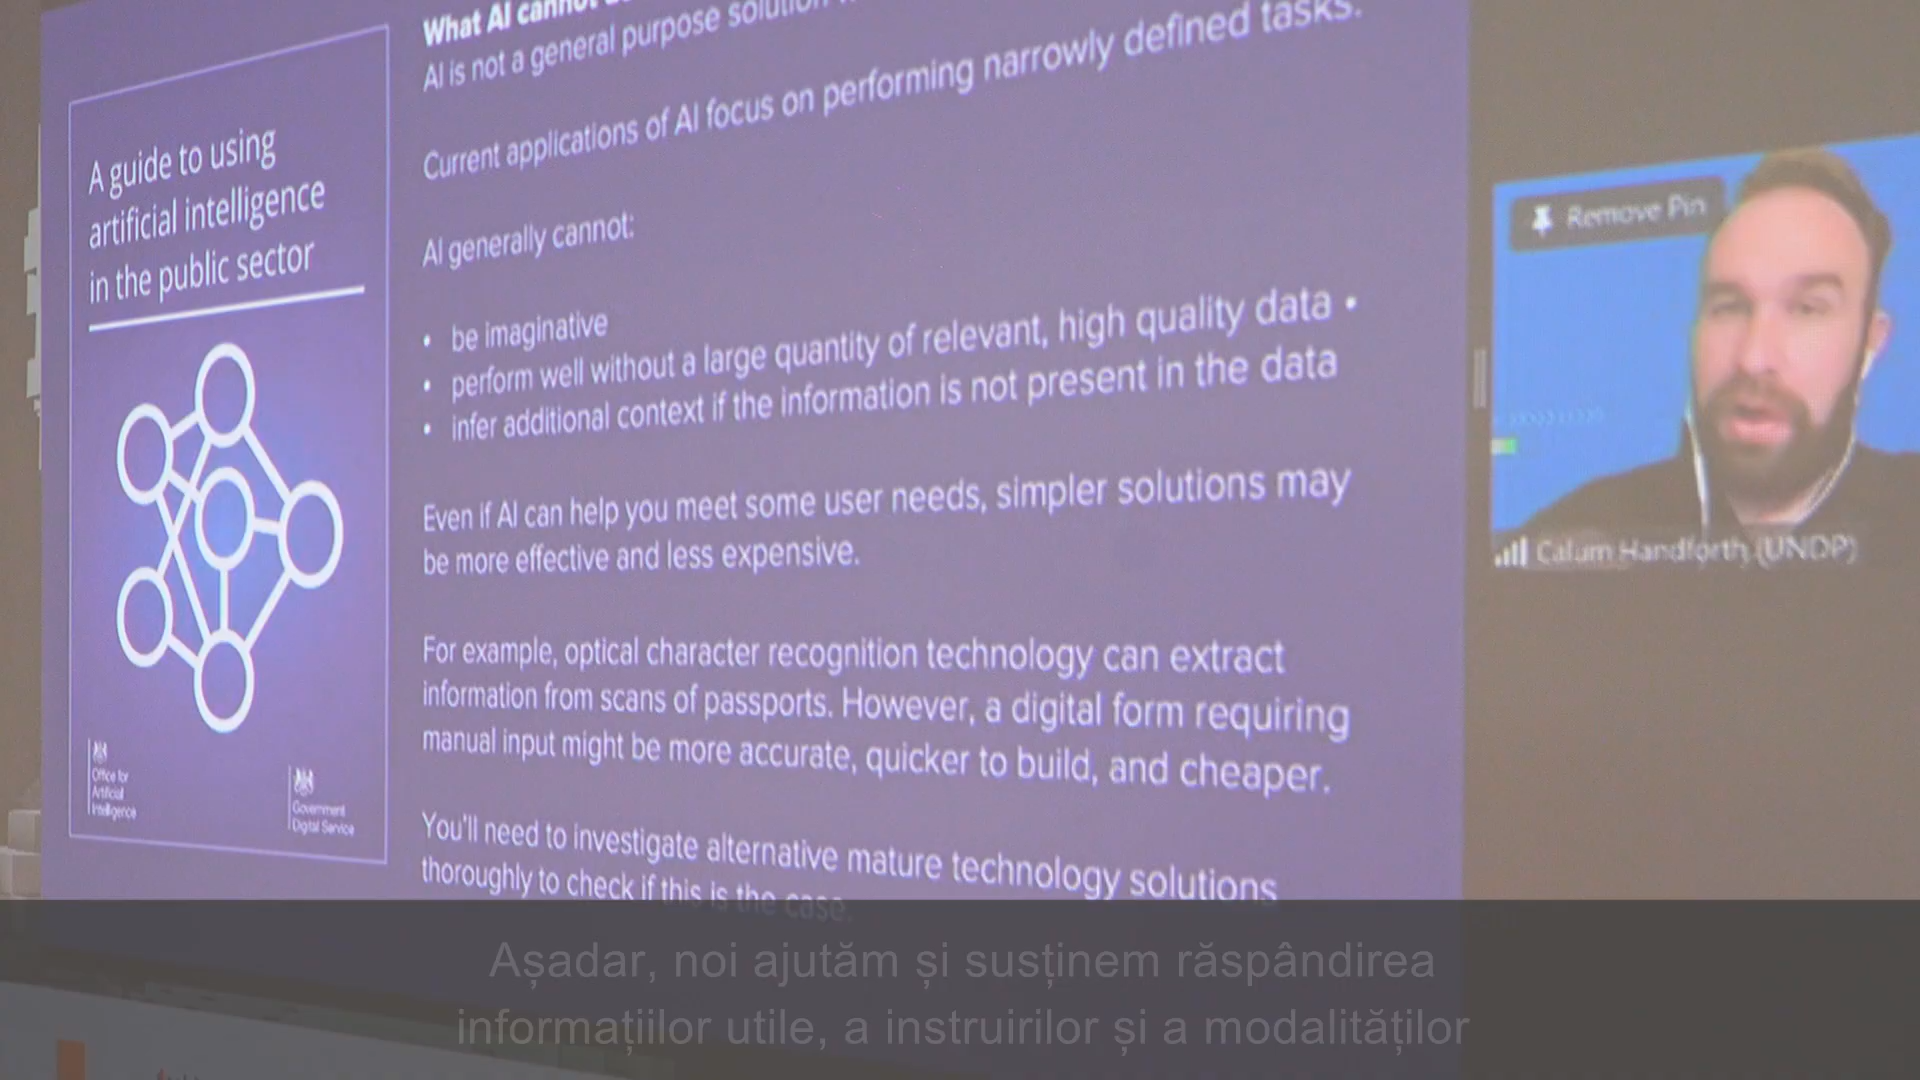 What AI cannot
AI is not a general purpose solution
Current applications of AI focus on performing narrowly defined tasks.
AI generally cannot:
• be imaginative
• perform well without a large quantity of relevant, high quality data •
• infer additional context if the information is not present in the data
Even if AI can help you meet some user needs, simpler solutions may
be more effective and less expensive.
For example, optical character recognition technology can extract
information from scans of passports. However, a digital form requiring
manual input might be more accurate, quicker to build, and cheaper.
You'll need to investigate alternative mature technology solutions
thoroughly to check if this is the case.
A guide to using
artificial intelligence
in the public sector
Office for
Artificial
Intelligence
Government
Digital Service
Remove Pin
Calum Handforth (UNDP)
Așadar, noi ajutăm și susținem răspândirea
informațiilor utile, a instruirilor și a modalităților